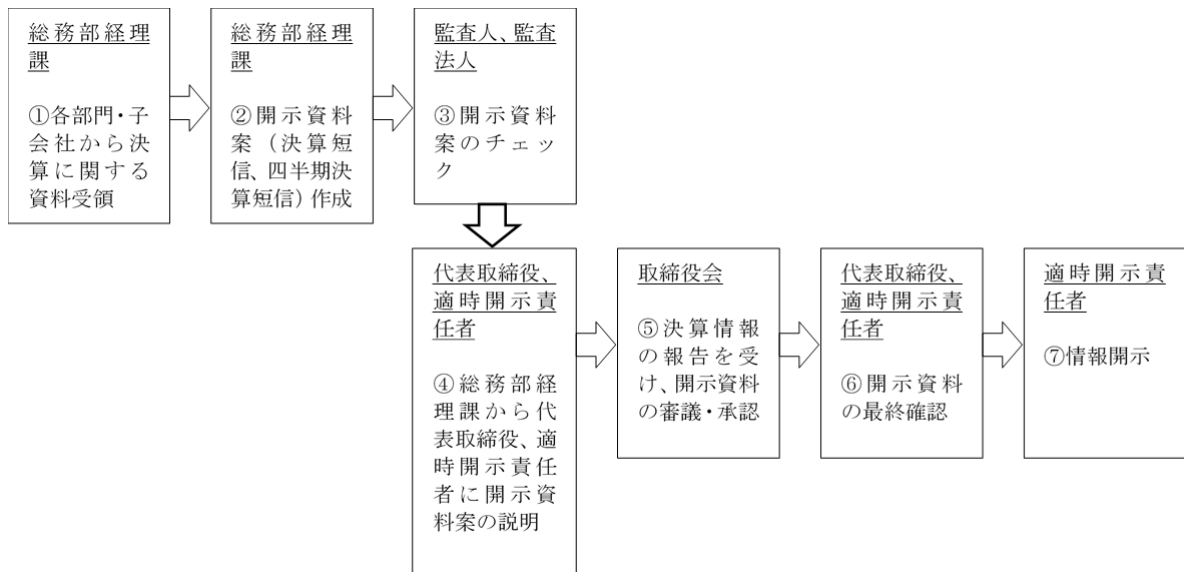 総務部経理
課
①各部門・子
会社から決
算に関する
資料受領
総務部経理
課
②開示資料
案（決算短
信、四半期決
算短信）作成
監査人、監査
法人
③開示資料
案のチェッ
ク
代表取締役、
適時開示責
任者
④総務部経
理課から代
表取締役、適
時開示責任
者に開示資
料案の説明
取締役会
⑤決算情報
の報告を受
け、開示資料
の審議・承認
代表取締役、
適時開示責
任者
⑥開示資料
の最終確認
適時開示責
任者
⑦情報開示